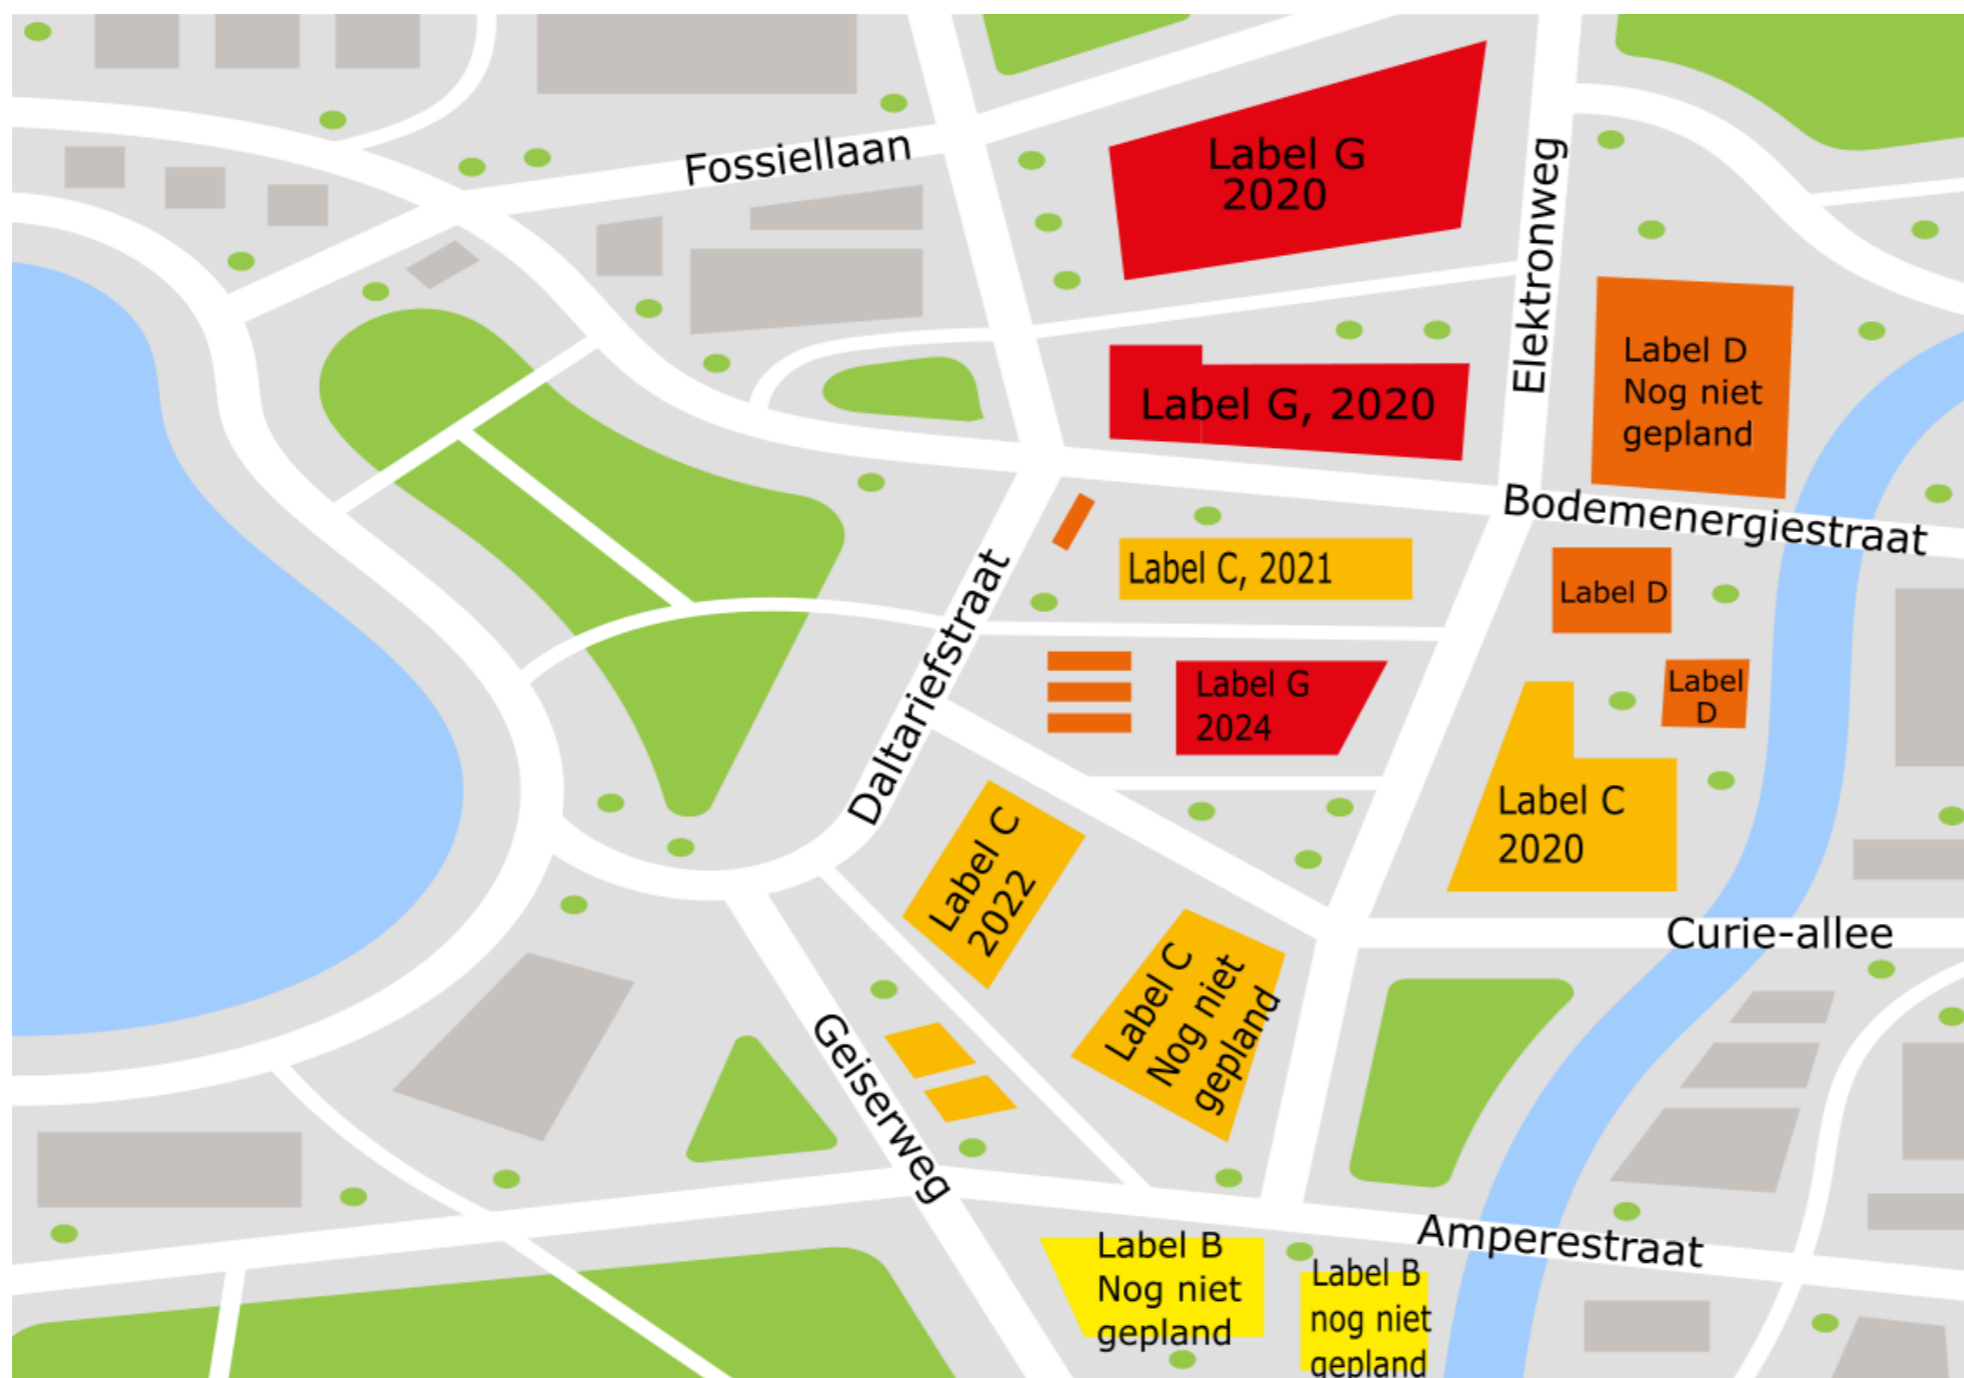 Fossiellaan
Label G
2020
Elektronweg
Label G, 2020
Label D
Nog niet
gepland
Bodemenergiestraat
Label C, 2021
Daltariefstraat
Label D
Label G
2024
Label
D
Label C
2020
Label C
2022
Curie-allee
Label C
Nog niet
gepland
Geiserweg
Amperestraat
Label B
Nog niet
gepland
Label B
nog niet
gepland